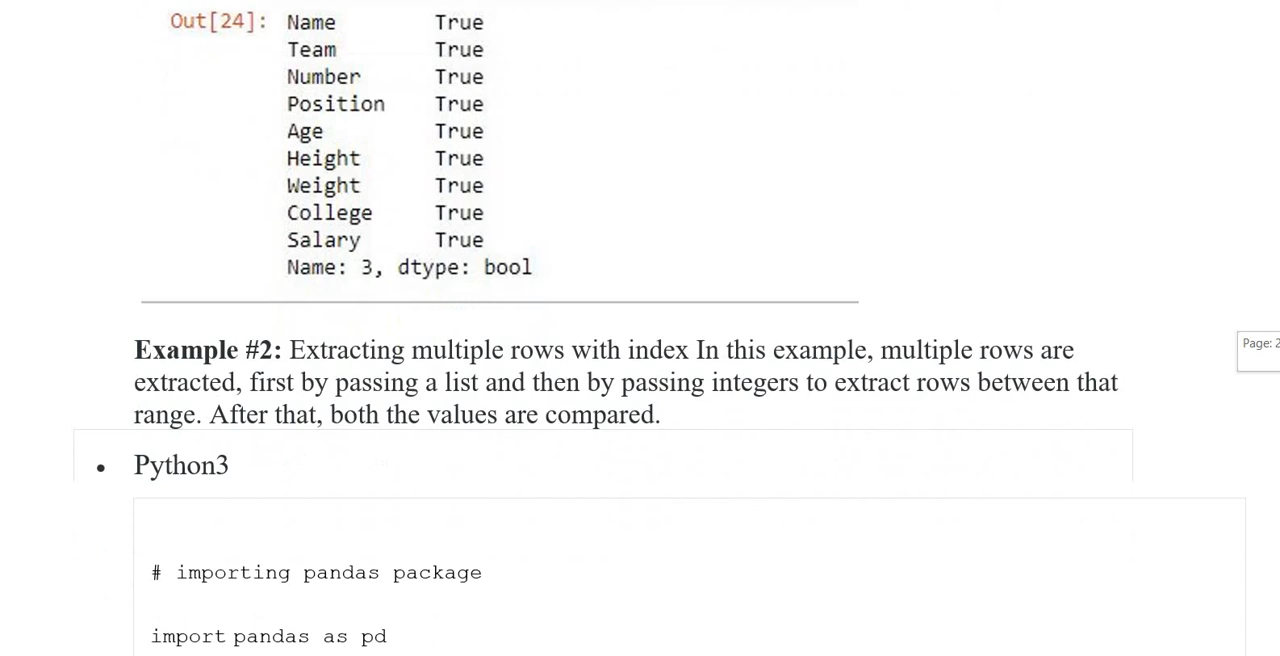 Out[24]: Name True
Team True
Number True
Position True
Age True
Height True
Weight True
College True
Salary True
Name: 3, dtype: bool
Example #2: Extracting multiple rows with index In this example, multiple rows are
extracted, first by passing a list and then by passing integers to extract rows between that
range. After that, both the values are compared.
Page: 2
• Python3
# importing pandas package
import pandas as pd